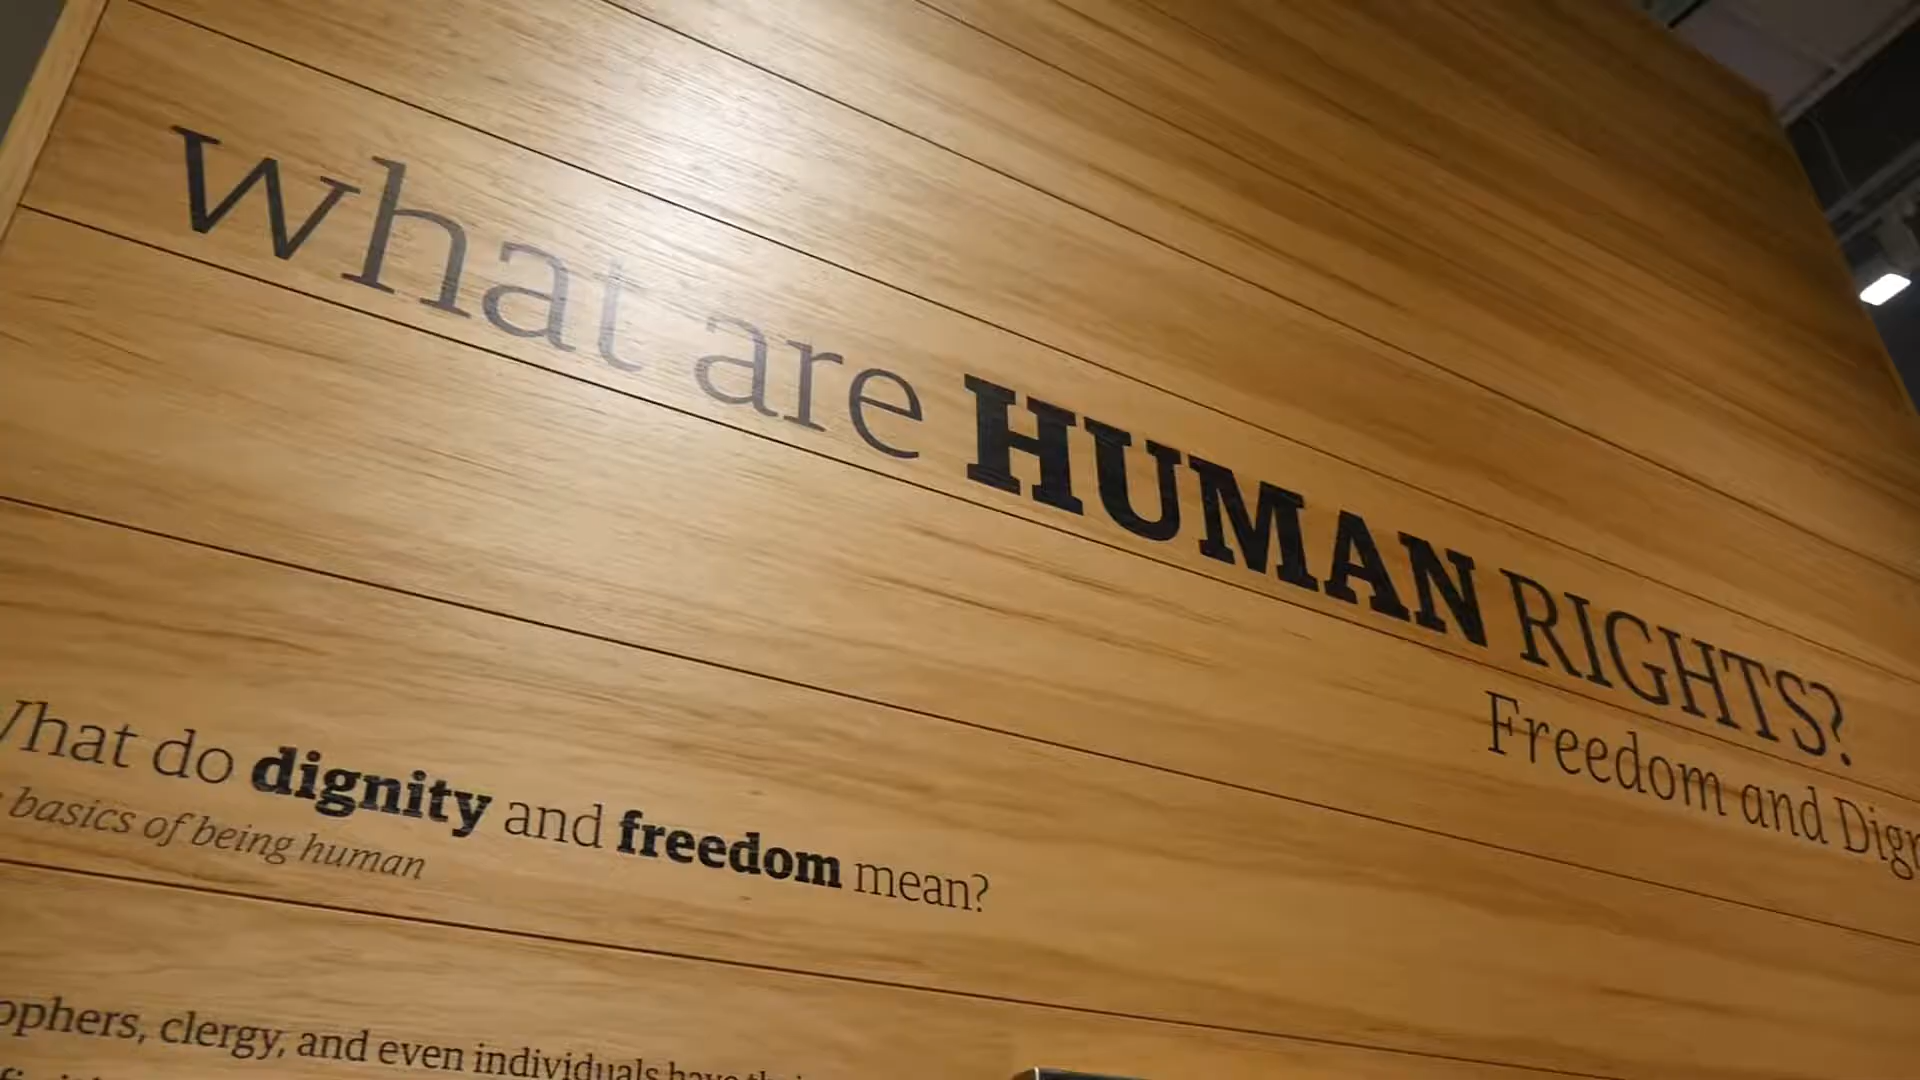 what are HUMAN RIGHTS?
Freedom and
What do dignity and freedom mean?
basics of being human
clergy, and even individuals have